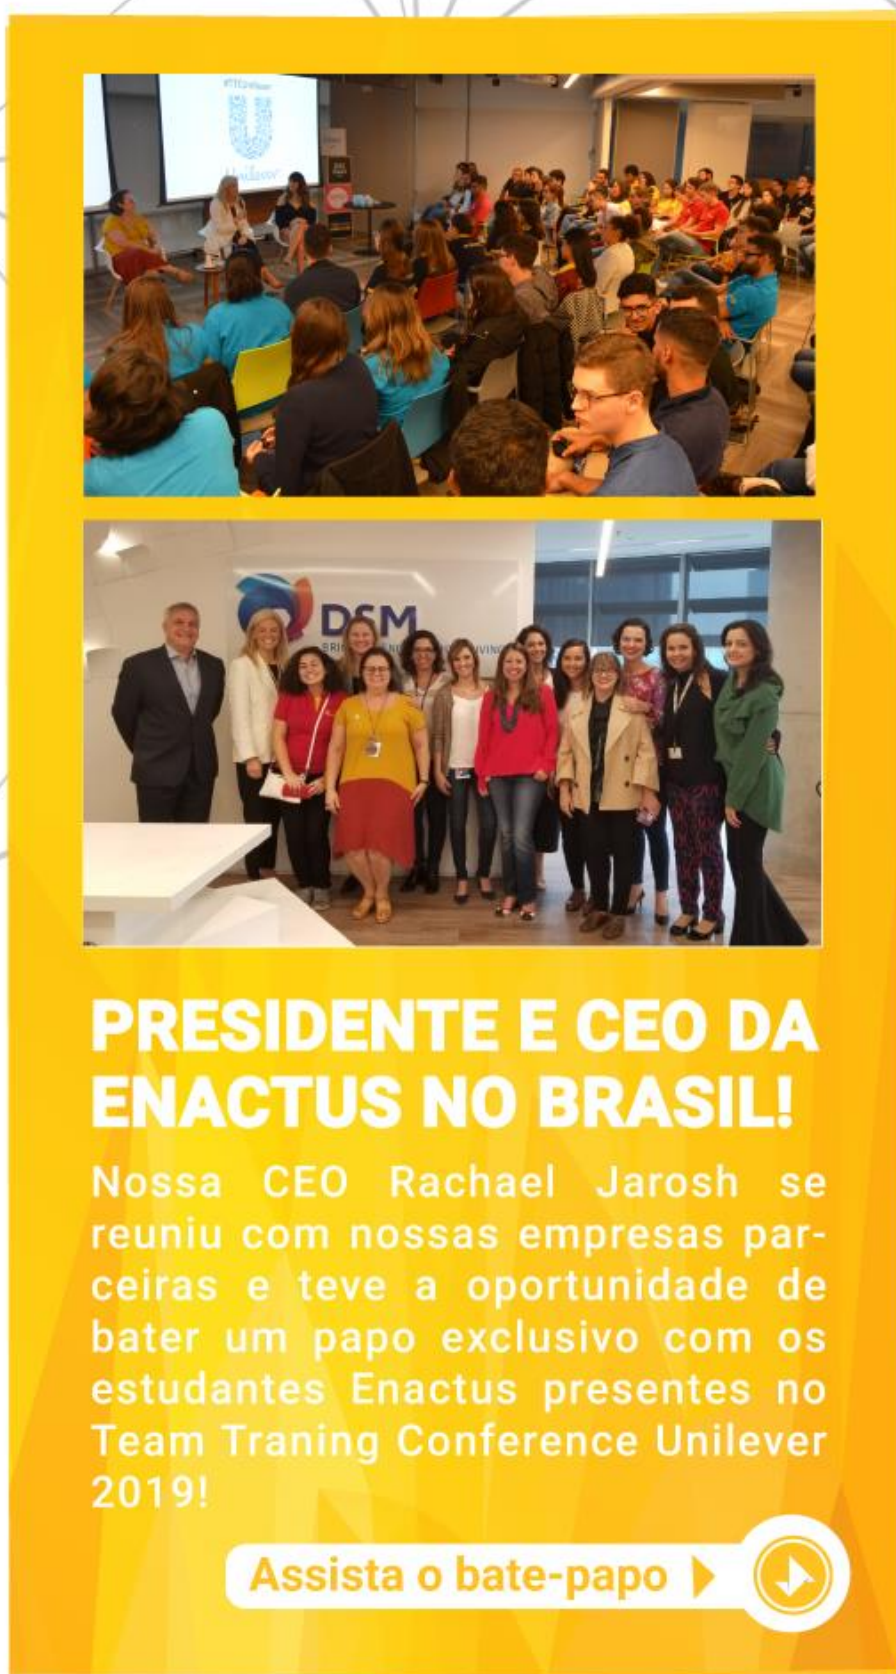 Unilever
DSM
PRESIDENTE E CEO DA
ENACTUS NO BRASIL!
Nossa CEO Rachael Jarosh se
reuniu com nossas empresas par-
ceiras e teve a oportunidade de
bater um papo exclusivo com os
estudantes Enactus presentes no
Team Traning Conference Unilever
2019!
Assista o bate-papo